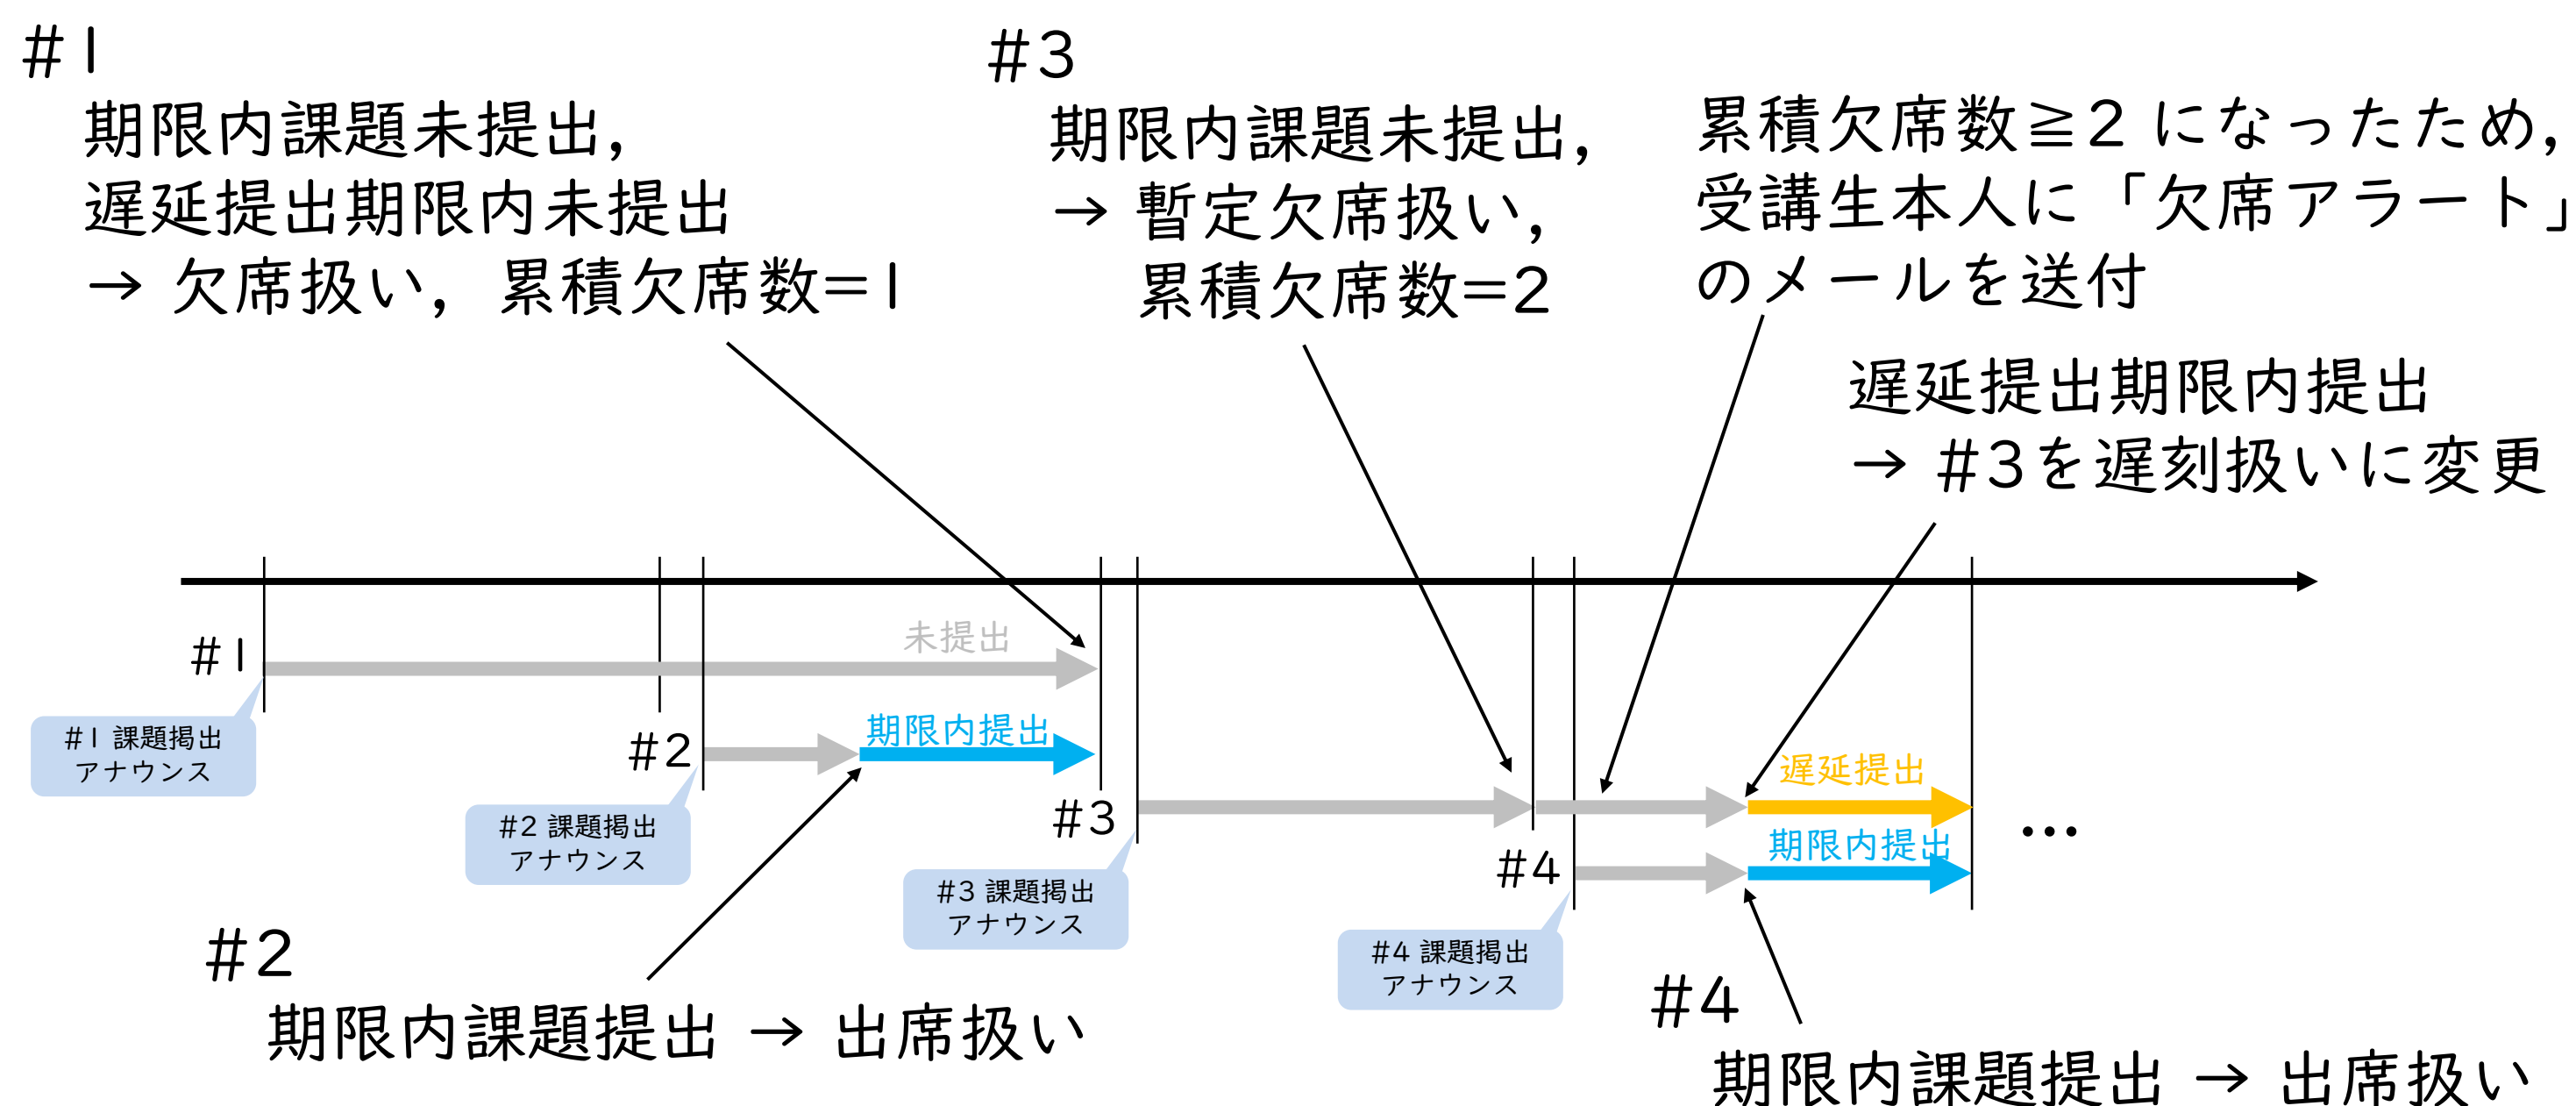 #1
期限内課題未提出，
遅延提出期限内未提出
→ 欠席扱い， 累積欠席数=1
#3
期限内課題未提出，
→ 暫定欠席扱い，
累積欠席数=2
累積欠席数≧2 になったため，
受講生本人に「欠席アラート」
のメールを送付
遅延提出期限内提出
→ #3を遅刻扱いに変更
#1
未提出
#1 課題掲出
アナウンス
#2
期限内提出
#2 課題掲出
アナウンス
#3
遅延提出
#3 課題掲出
アナウンス
#4
期限内提出
…
#4 課題掲出
アナウンス
#2
期限内課題提出 → 出席扱い
#4
期限内課題提出 → 出席扱い